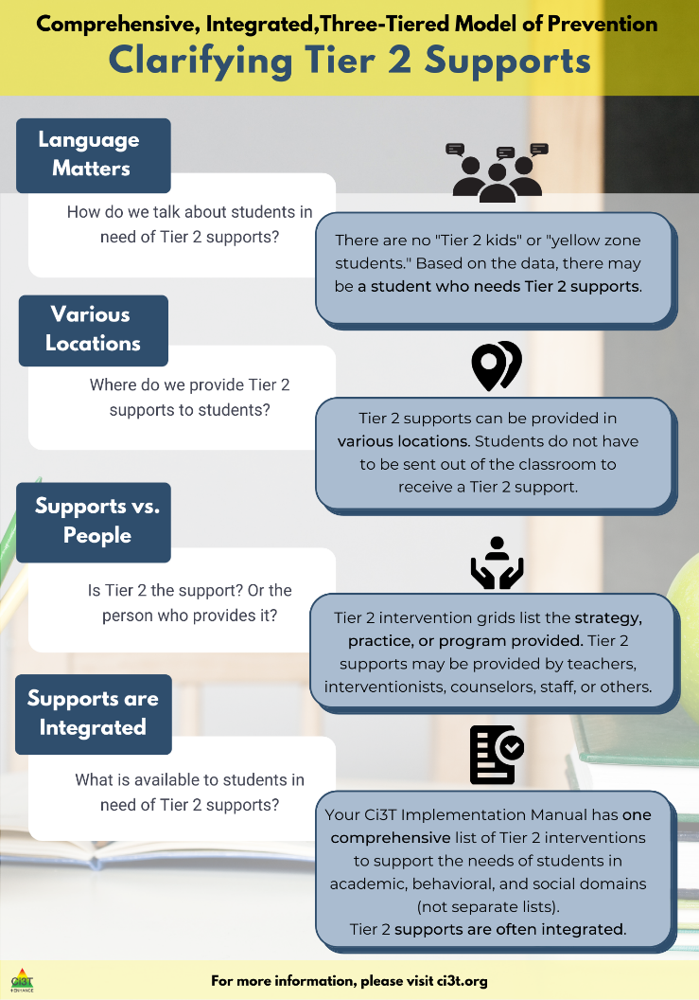 Comprehensive, Integrated,Three-Tiered Model of Prevention
Clarifying Tier 2 Supports
Language
Matters
How do we talk about students in
need of Tier 2 supports?
There are no "Tier 2 kids" or "yellow zone
students." Based on the data, there may
be a student who needs Tier 2 supports.
Various
Locations
Where do we provide Tier 2
supports to students?
Tier 2 supports can be provided in
various locations. Students do not have
to be sent out of the classroom to
receive a Tier 2 support.
Supports vs.
People
Is Tier 2 the support? Or the
person who provides it?
Tier 2 intervention grids list the strategy,
practice, or program provided. Tier 2
supports may be provided by teachers,
interventionists, counselors, staff, or others.
Supports are
Integrated
What is available to students in
need of Tier 2 supports?
Your Ci3T Implementation Manual has one
comprehensive list of Tier 2 interventions
to support the needs of students in
academic, behavioral, and social domains
(not separate lists).
Tier 2 supports are often integrated.
Ci3T
ENHANCE
For more information, please visit ci3t.org